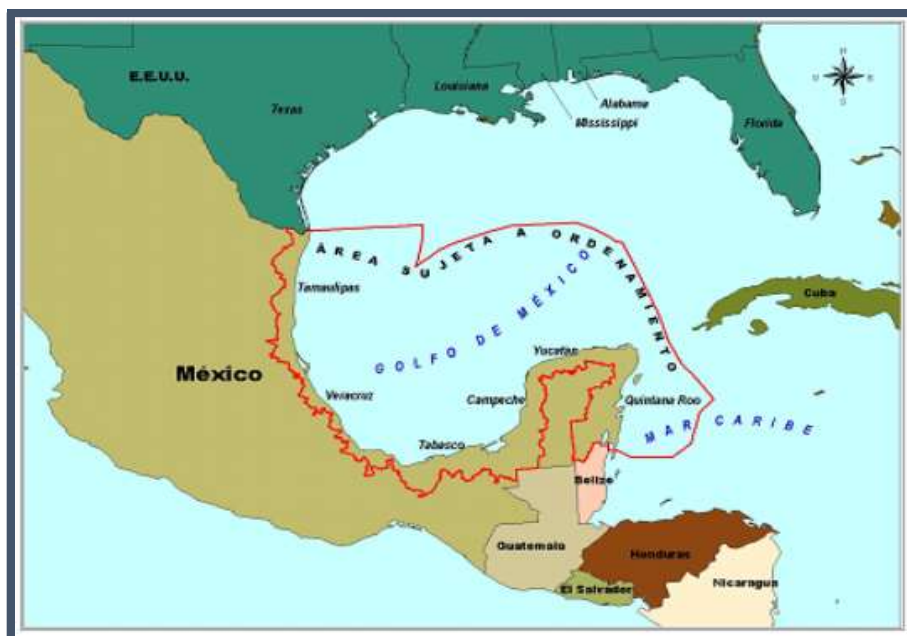 N
E.E.U.U.
Louisiana
Texas
Alabama
Mississippi
Florida
ÁREA SUJETA A ORDENAMIENTO
Tamaulipas
GOLFO DE MÉXICO
Cuba
Yucatan
México
Veracruz
Campeche
Quintana Roo
MAR CARIBE
Tabasco
Belize
Guatemala
Honduras
El Salvador
Nicaragua